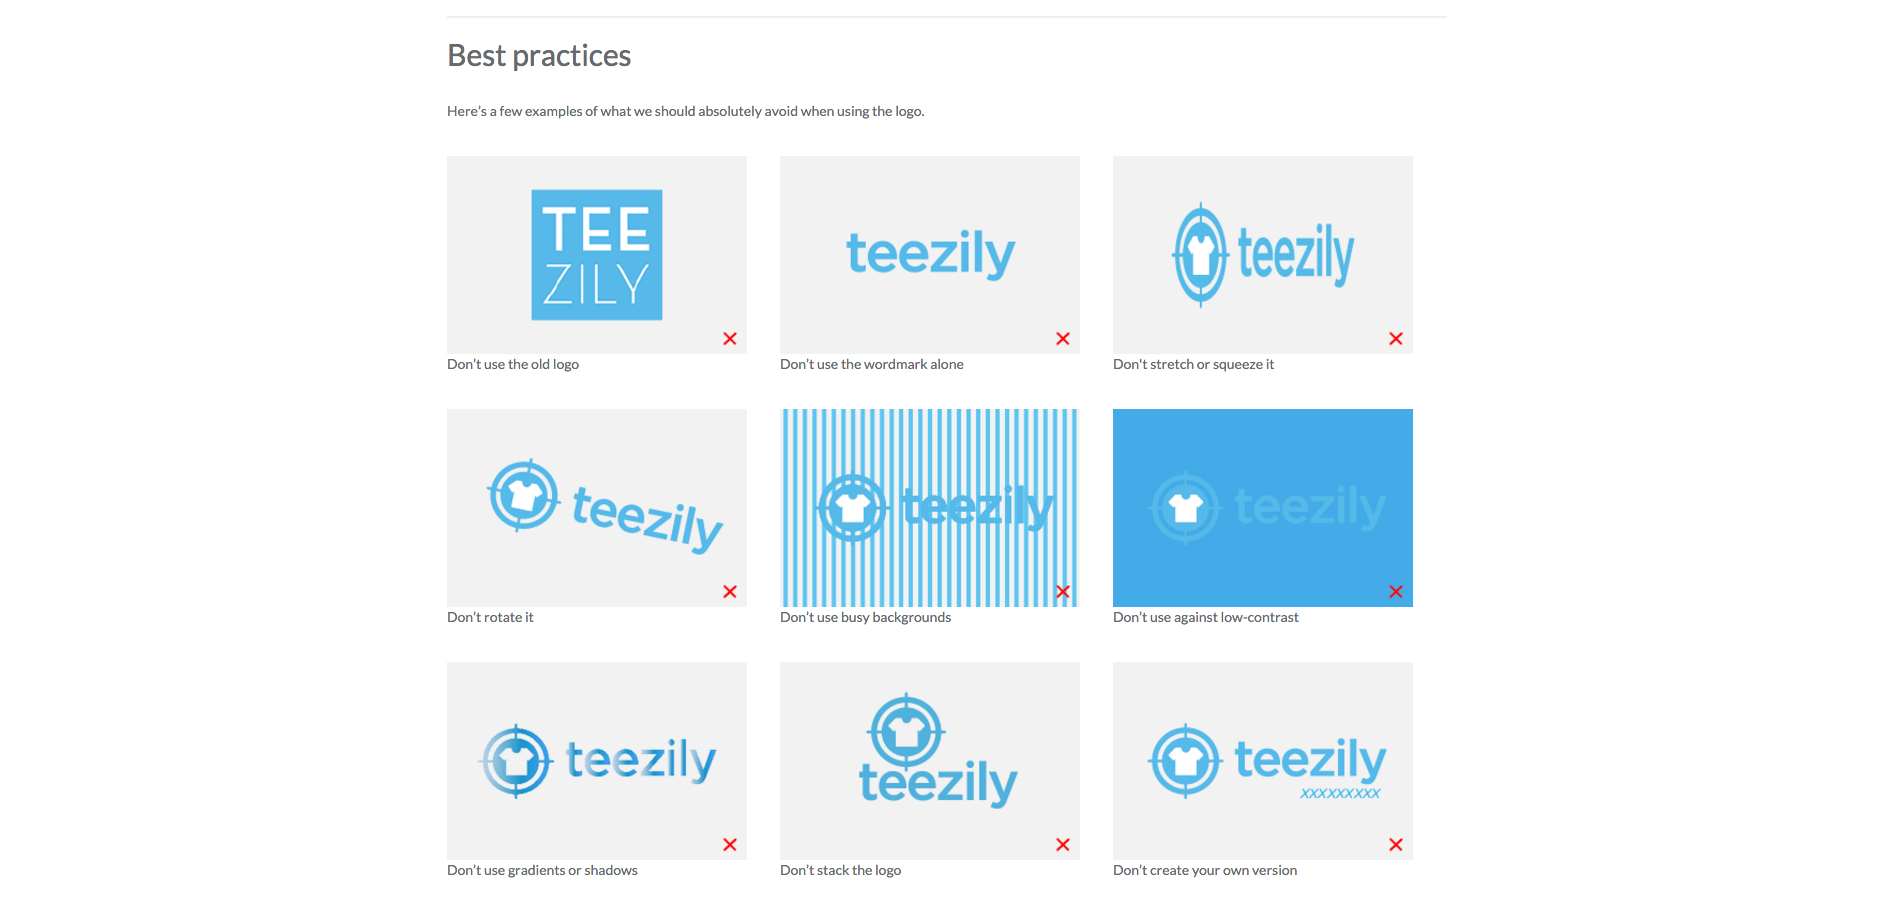 Best practices
Here’s a few examples of what we should absolutely avoid when using the logo.
TEE
ZILY
teezily
teezily
Don’t use the old logo
Don’t use the wordmark alone
Don't stretch or squeeze it
teezily
teezily
teezily
Don’t rotate it
Don’t use busy backgrounds
Don’t use against low-contrast
teezily
teezily
teezily
xxxxxxxxx
Don’t use gradients or shadows
Don’t stack the logo
Don’t create your own version